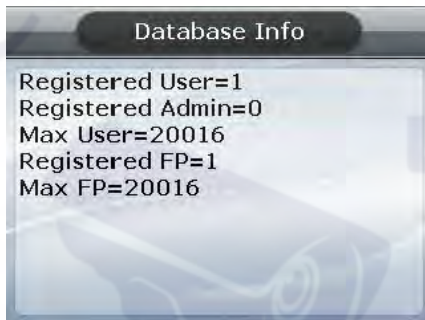 Database Info
Registered User=1
Registered Admin=0
Max User=20016
Registered FP=1
Max FP=20016